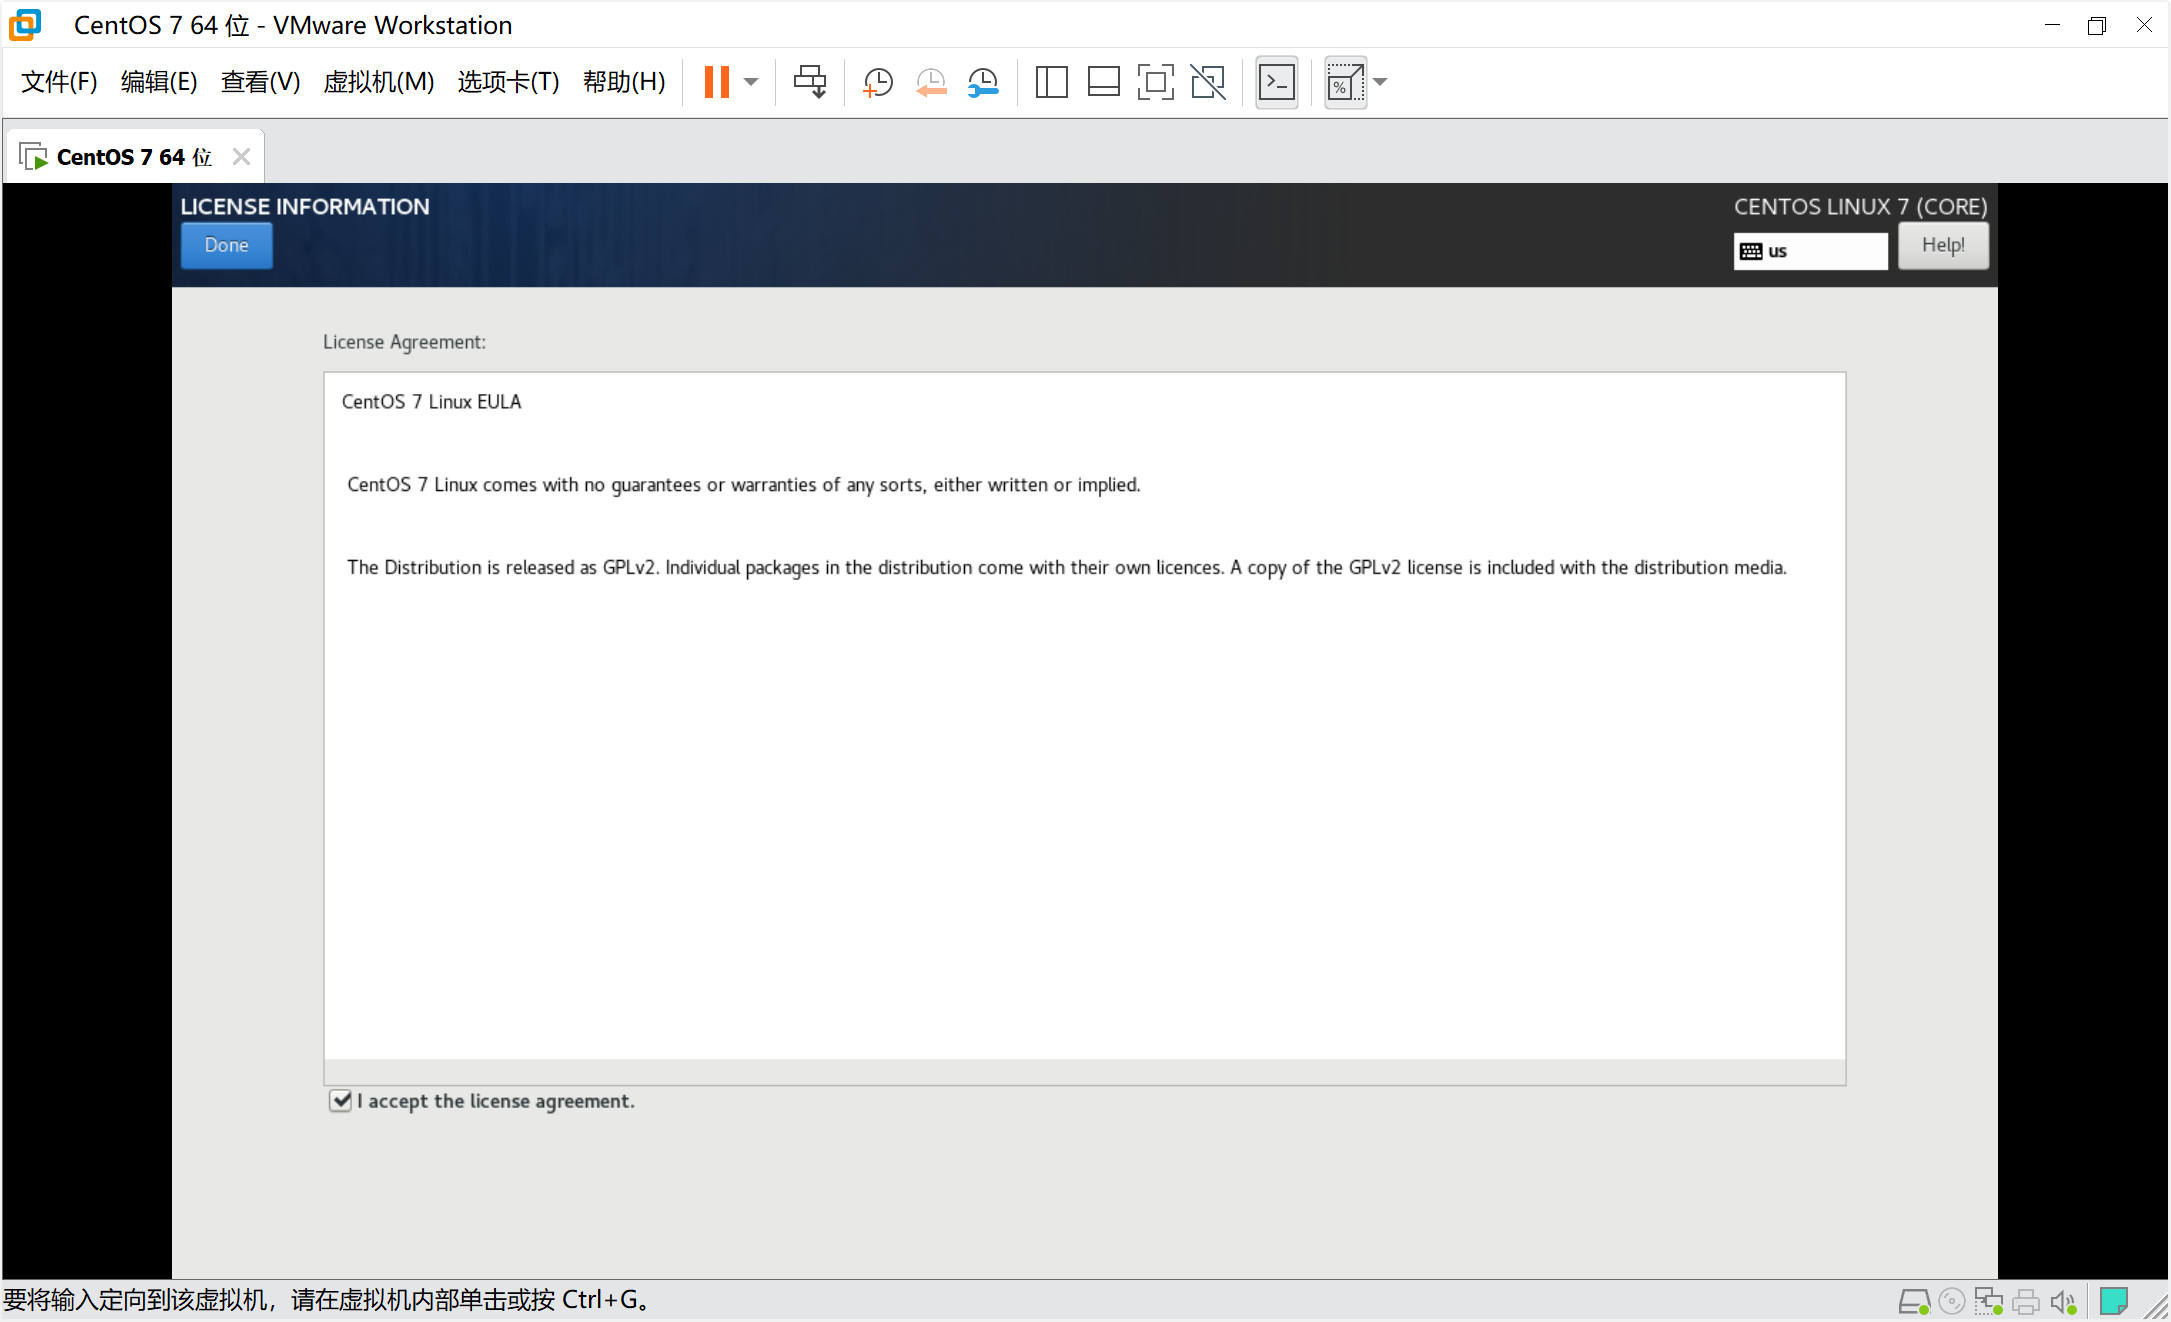 CentOS 7 64 位 - VMware Workstation
文件(F) 编辑(E) 查看(V) 虚拟机(M) 选项卡(T) 帮助(H)
CentOS 7 64 位
LICENSE INFORMATION
CENTOS LINUX 7 (CORE)
Done
us
Help!
License Agreement:
CentOS 7 Linux EULA
CentOS 7 Linux comes with no guarantees or warranties of any sorts, either written or implied.
The Distribution is released as GPLv2. Individual packages in the distribution come with their own licences. A copy of the GPLv2 license is included with the distribution media.
I accept the license agreement.
要将输入定向到该虚拟机，请在虚拟机内部单击或按 Ctrl+G。